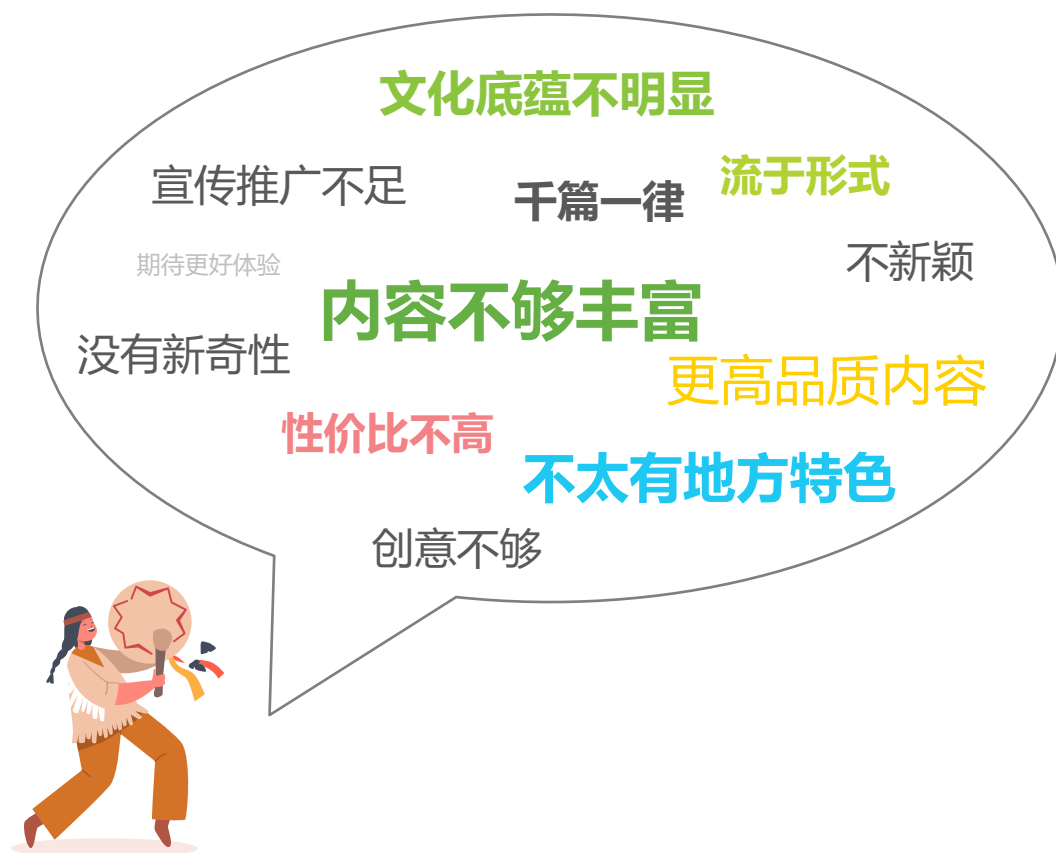 文化底蕴不明显
宣传推广不足
千篇一律
流于形式
期待更好体验
不新颖
内容不够丰富
没有新奇性
更高品质内容
性价比不高
不太有地方特色
创意不够